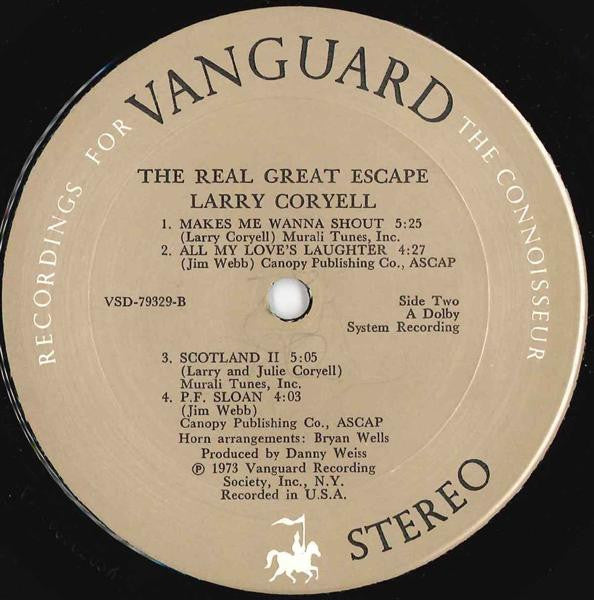 RECORDINGS FOR VANGUARD THE CONNOISSEUR
THE REAL GREAT ESCAPE
LARRY CORYELL
1. MAKES ME WANNA SHOUT 5:25
(Larry Coryell) Murali Tunes, Inc.
2. ALL MY LOVE'S LAUGHTER 4:27
(Jim Webb) Canopy Publishing Co., ASCAP
VSD-79329-B
Side Two
A Dolby
System Recording
3. SCOTLAND II 5:05
(Larry and Julie Coryell)
Murali Tunes, Inc.
4. P.F. SLOAN 4:03
(Jim Webb)
Canopy Publishing Co., ASCAP
Horn arrangements: Bryan Wells
Produced by Danny Weiss
Ⓟ 1973 Vanguard Recording
Society, Inc., N.Y.
Recorded in U.S.A.
STEREO